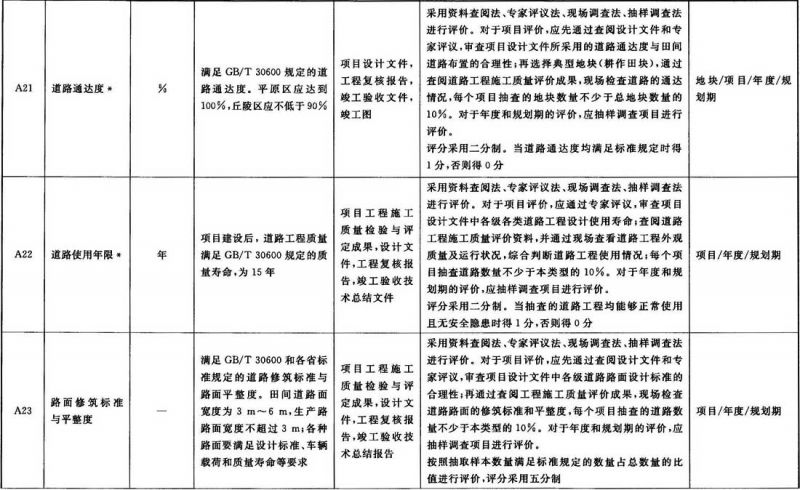 A21
道路通达度*
%
满足 GB/T 30600 规定的道
路通达度。平原区应达到
100%,丘陵区应不低于 90%
项目设计文件,
工程复核报告,
竣工验收文件,
竣工图
采用资料查阅法、专家评议法、现场调查法、抽样调查法
进行评价。对于项目评价,应先通过查阅设计文件和专
家评议,审查项目设计文件所采用的道路通达度与田间
道路布置的合理性;再选择典型地块(耕作田块),通过
查阅道路工程施工质量评价成果,现场检查道路的通达
情况,每个项目抽查的地块数量不少于总地块数量的
10%。对于年度和规划期的评价,应抽样调查项目进行
评价。
评分采用二分制。当道路通达度均满足标准规定时得
1 分,否则得 0 分
地块/项目/年度/规
划期
A22
道路使用年限*
年
项目建设后,道路工程质量
满足 GB/T 30600 规定的质
量寿命,为 15 年
项目工程施工
质量检验与评
定成果,设计文
件,工程复核报
告,竣工验收技
术总结文件
采用资料查阅法、专家评议法、现场调查法、抽样调查法
进行评价。对于项目评价,应通过专家评议,审查项目
设计文件中各级各类道路工程设计使用寿命;查阅道路
工程施工质量评价资料,并通过现场查看道路工程外观
质量及运行状况,综合判断道路工程使用情况;每个项
目抽查道路数量不少于本类型的 10%。对于年度和规
划期的评价,应抽样调查项目进行评价。
评分采用二分制。当抽查的道路工程均能够正常使用
且无安全隐患时得 1 分,否则得 0 分
项目/年度/规划期
A23
路面修筑标准
与平整度
—
满足 GB/T 30600 和各省标
准规定的道路修筑标准与
路面平整度。田间道路面
宽度为 3 m～6 m,生产路
路面宽度不超过 3 m;各种
路面要满足设计标准、车辆
载荷和质量寿命等要求
项目工程施工
质量检验与评
定成果,设计文
件,工程复核报
告,竣工验收技
术总结报告
采用资料查阅法、专家评议法、现场调查法、抽样调查法
进行评价。对于项目评价,应先通过查阅设计文件和专
家评议,审查项目设计文件中各级道路路面设计标准的
合理性;再通过查阅工程施工质量评价成果,现场检查
道路路面的修筑标准和平整度,每个项目抽查的道路数
量不少于本类型的 10%。对于年度和规划期的评价,应
抽样调查项目进行评价。
按照抽取样本数量满足标准规定的数量占总数量的比
值进行评价,评分采用五分制
项目/年度/规划期